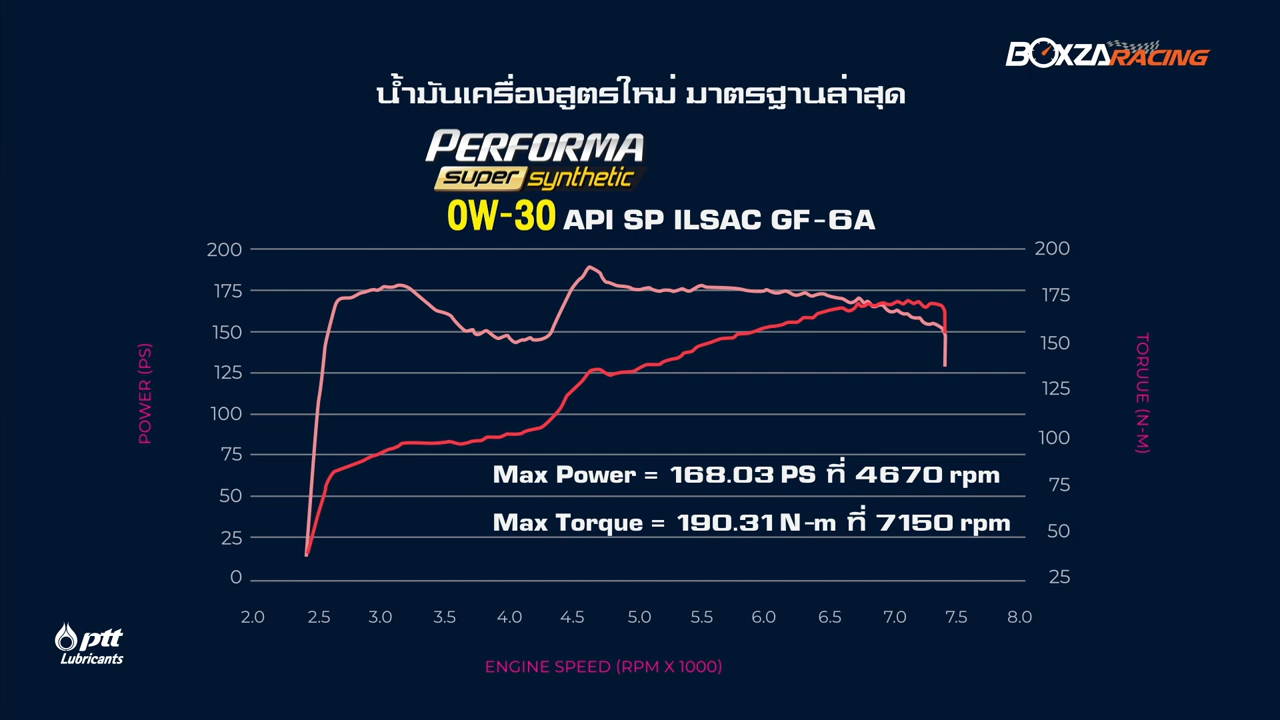 BOXZA RACING
น้ำมันเครื่องสูตรใหม่ มาตรฐานล่าสุด
PERFORMA
super synthetic
0W-30 API SP ILSAC GF-6A
200
175
150
125
100
75
50
25
0
POWER (PS)
200
175
150
125
100
75
50
25
TORUUE (N-M)
Max Power = 168.03 PS ที่ 4670 rpm
Max Torque = 190.31 N-m ที่ 7150 rpm
2.0 2.5 3.0 3.5 4.0 4.5 5.0 5.5 6.0 6.5 7.0 7.5 8.0
ENGINE SPEED (RPM X 1000)
ptt
Lubricants